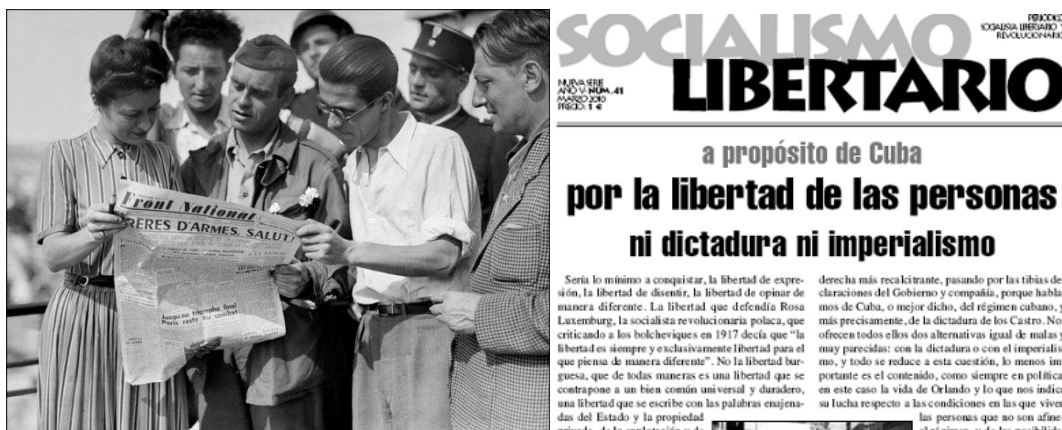 Front National
RERES D'ARMES, SALUT!
Jusqu'au triomphe final
Paris reste au combat
SOCIALISMO
LIBERTARIO
PERIODICO
SOCIALISTA LIBERTARIO Y
REVOLUCIONARIO
NUEVA SERIE
AÑO V· NÚM. 41
MARZO 2010
PRECIO: 1 €
a propósito de Cuba
por la libertad de las personas
ni dictadura ni imperialismo
Sería lo mínimo a conquistar, la libertad de expre-
sión, la libertad de disentir, la libertad de opinar de
manera diferente. La libertad que defendía Rosa
Luxemburg, la socialista revolucionaria polaca, que
criticando a los bolcheviques en 1917 decía que “la
libertad es siempre y exclusivamente libertad para el
que piensa de manera diferente”. No la libertad bur-
guesa, que de todas maneras es una libertad que se
contrapone a un bien común universal y duradero,
una libertad que se escribe con las palabras enajena-
das del Estado y la propiedad
derecha más recalcitrante, pasando por las tibias de
claraciones del Gobierno y compañía, porque habla
mos de Cuba, o mejor dicho, del régimen cubano, y
más precisamente, de la dictadura de los Castro. No
ofrecen todos ellos dos alternativas igual de malas y
muy parecidas: con la dictadura o con el imperialis
mo, y todo se reduce a esta cuestión, lo menos im
portante es el contenido, como siempre en política
en este caso la vida de Orlando y lo que nos indica
su lucha respecto a las condiciones en las que viven
las personas que no son afine